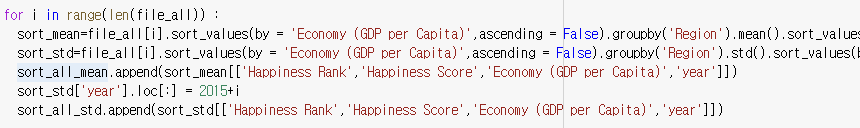 for i in range(len(file_all)) :
  sort_mean=file_all[i].sort_values(by = 'Economy (GDP per Capita)',ascending = False).groupby('Region').mean().sort_values
  sort_std=file_all[i].sort_values(by = 'Economy (GDP per Capita)',ascending = False).groupby('Region').std().sort_values(b
  sort_all_mean.append(sort_mean[['Happiness Rank','Happiness Score','Economy (GDP per Capita)','year']])
  sort_std['year'].loc[:] = 2015+i
  sort_all_std.append(sort_std[['Happiness Rank','Happiness Score','Economy (GDP per Capita)','year']])